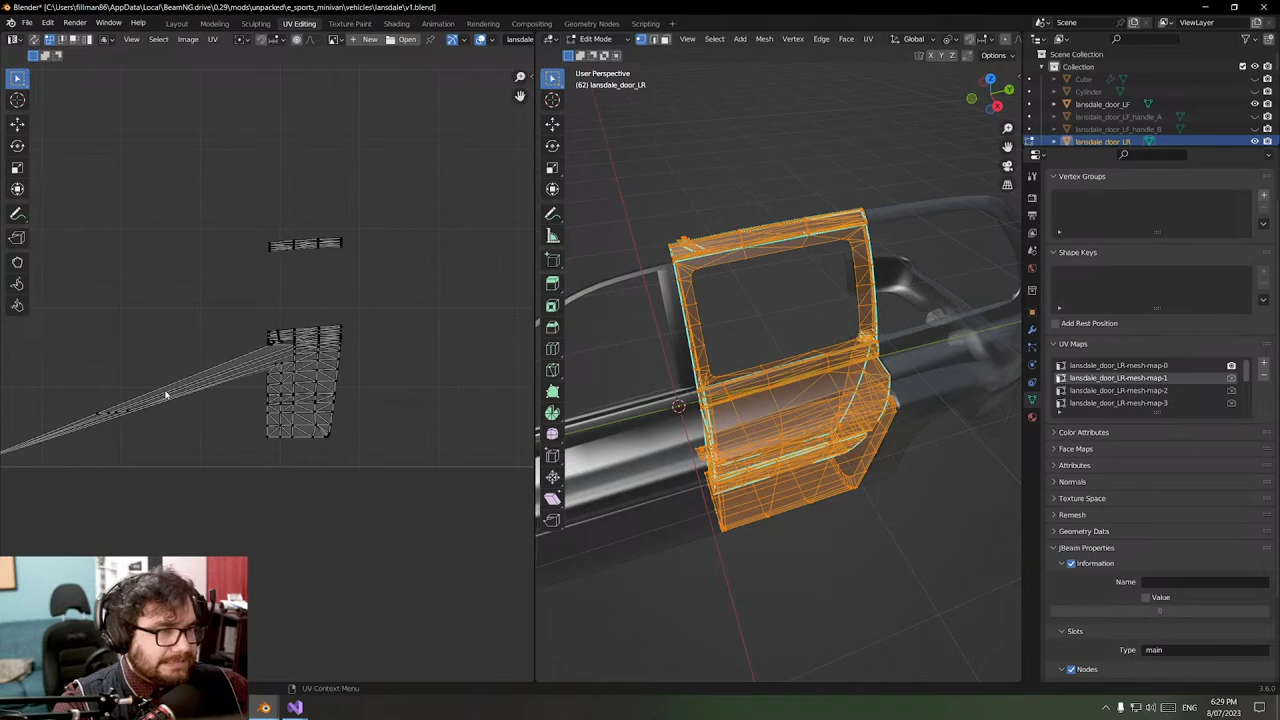 Blender* [C:\Users\fillman86\AppData\Local\BeamNG.drive\0.29\mods\unpacked\e_sports_minivan\vehicles\lansdale\v1.blend]
File Edit Render Window Help
Layout Modeling Sculpting UV Editing Texture Paint Shading Animation Rendering Compositing Geometry Nodes Scripting +
Scene
ViewLayer
View Select Image UV
New
Open
lansdale
Edit Mode
View Select Add Mesh Vertex Edge Face UV
Global
X Y Z
Options
User Perspective
(62) lansdale_door_LR
Z
Y
X
Scene Collection
Collection
Cube
Cylinder
lansdale_door_LF
lansdale_door_LF_handle_A
lansdale_door_LF_handle_B
lansdale_door_LR
Vertex Groups
Shape Keys
Add Rest Position
UV Maps
lansdale_door_LR-mesh-map-0
lansdale_door_LR-mesh-map-1
lansdale_door_LR-mesh-map-2
lansdale_door_LR-mesh-map-3
Color Attributes
Face Maps
Attributes
Normals
Texture Space
Remesh
Geometry Data
JBeam Properties
Information
Name
Value
0
Slots
Type main
Nodes
UV Context Menu
3.6.0
ENG
6:29 PM
8/07/2023